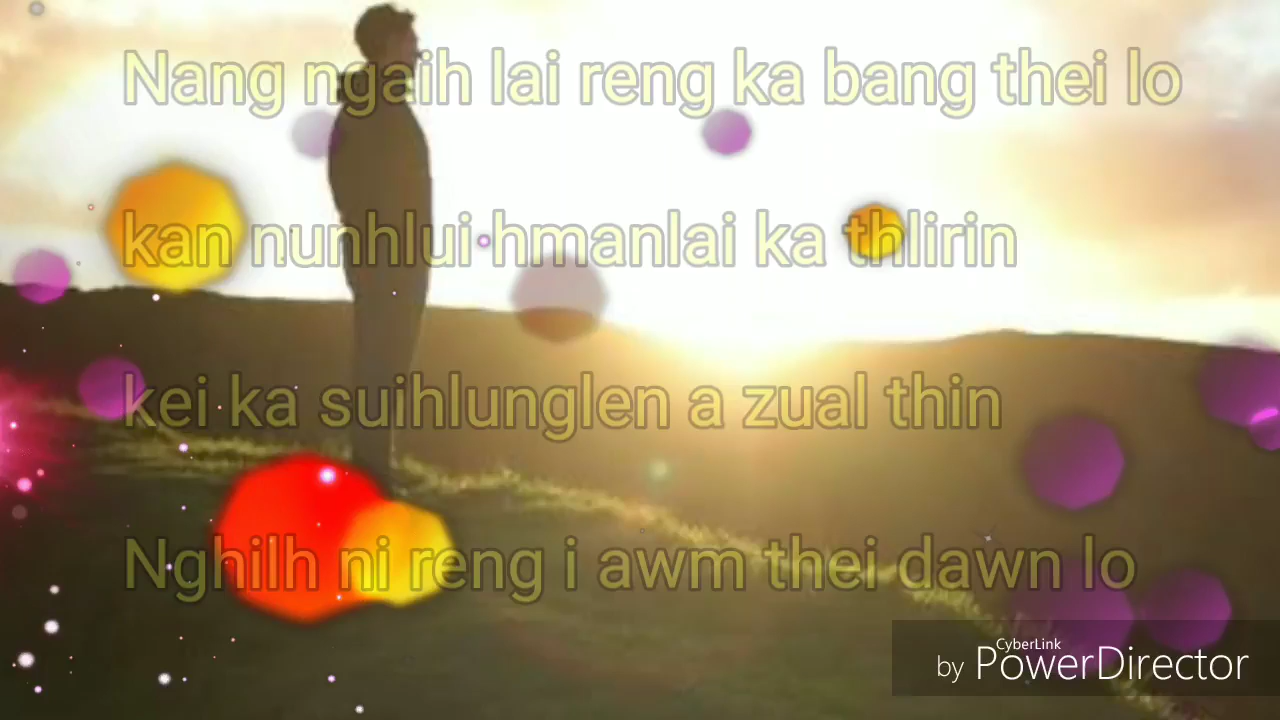 Nang ngaih lai reng ka bang thei lo
kan nunhlui hmanlai ka thlirin
kei ka suihlunglen a zual thin
Nghilh ni reng i awm thei dawn lo
by CyberLink PowerDirector